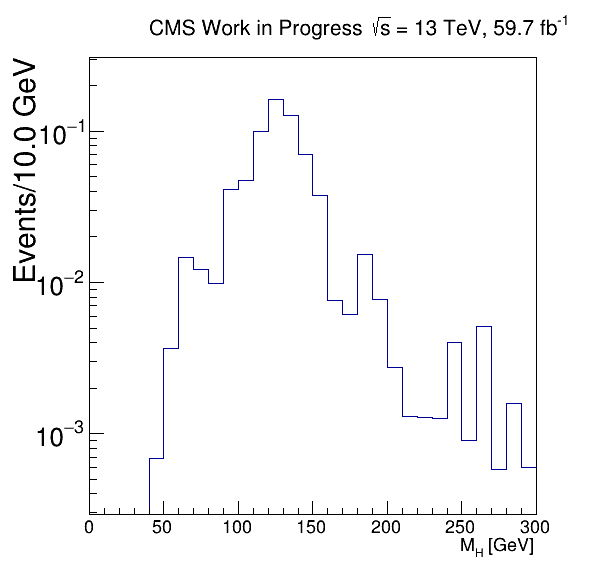 CMS Work in Progress √s = 13 TeV, 59.7 fb⁻¹
Events/10.0 GeV
10⁻¹
10⁻²
10⁻³
0 50 100 150 200 250 300
M_H [GeV]